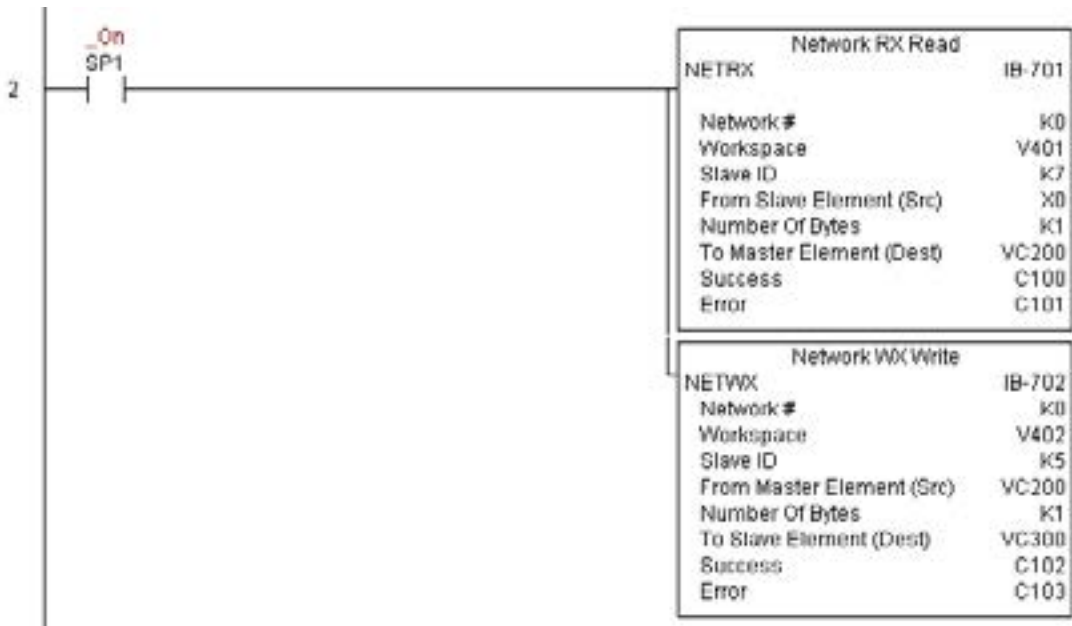 _On
SP1
2
Network RX Read
NETRX IB-701
Network # K0
Workspace V401
Slave ID K7
From Slave Element (Src) X0
Number Of Bytes K1
To Master Element (Dest) VC200
Success C100
Error C101
Network WX Write
NETWX IB-702
Network # K0
Workspace V402
Slave ID K5
From Master Element (Src) VC200
Number Of Bytes K1
To Slave Element (Dest) VC300
Success C102
Error C103